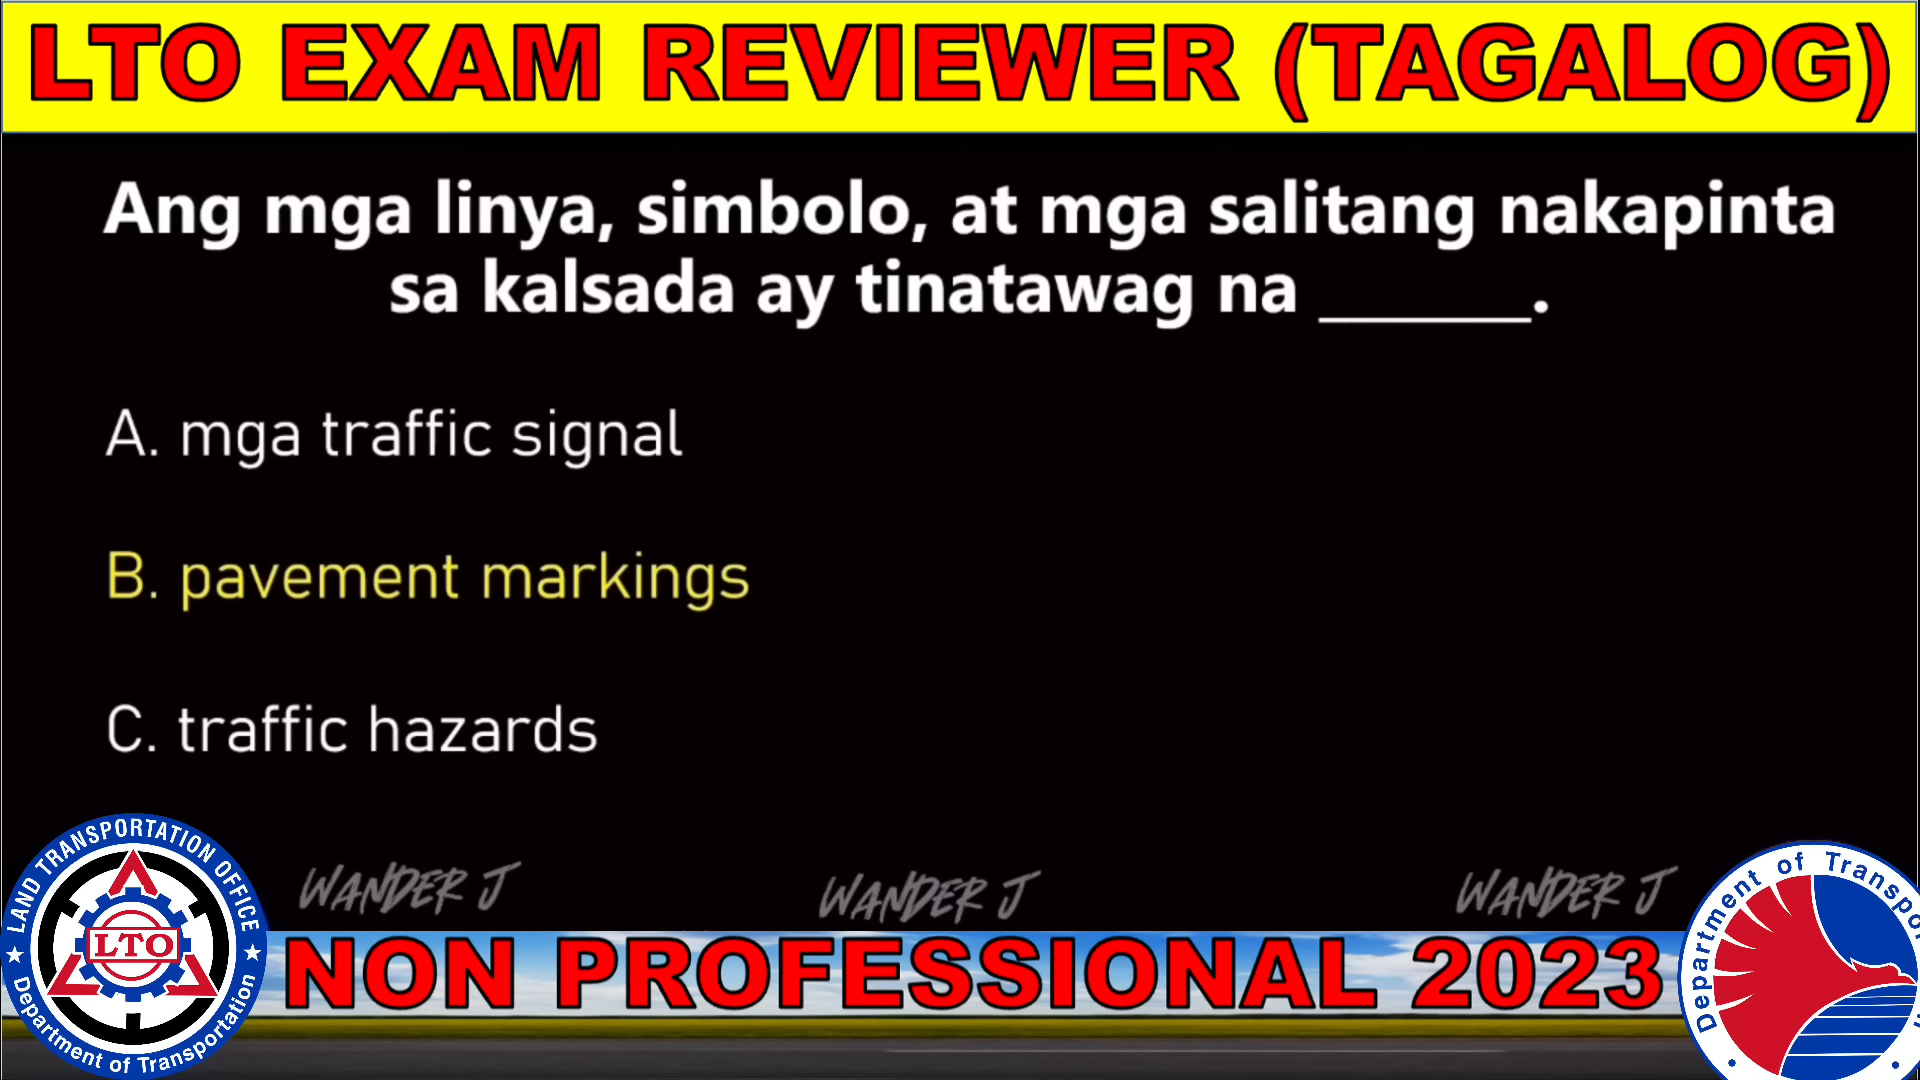 LTO EXAM REVIEWER (TAGALOG)
Ang mga linya, simbolo, at mga salitang nakapinta
sa kalsada ay tinatawag na ______.
A. mga traffic signal
B. pavement markings
C. traffic hazards
WANDER J
WANDER J
WANDER J
LAND TRANSPORTATION OFFICE
LTO
Department of Transportation
NON PROFESSIONAL 2023
Department of Transpor